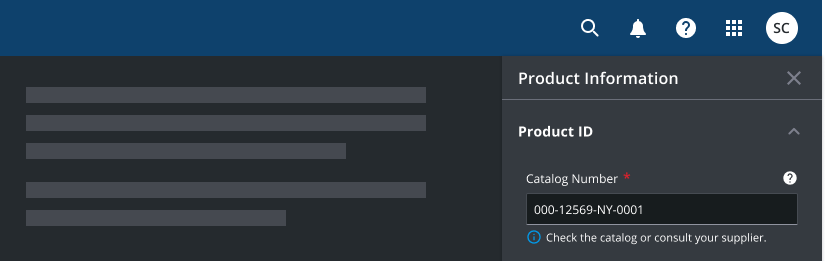 SC
Product Information
Product ID
Catalog Number *
000-12569-NY-0001
Check the catalog or consult your supplier.